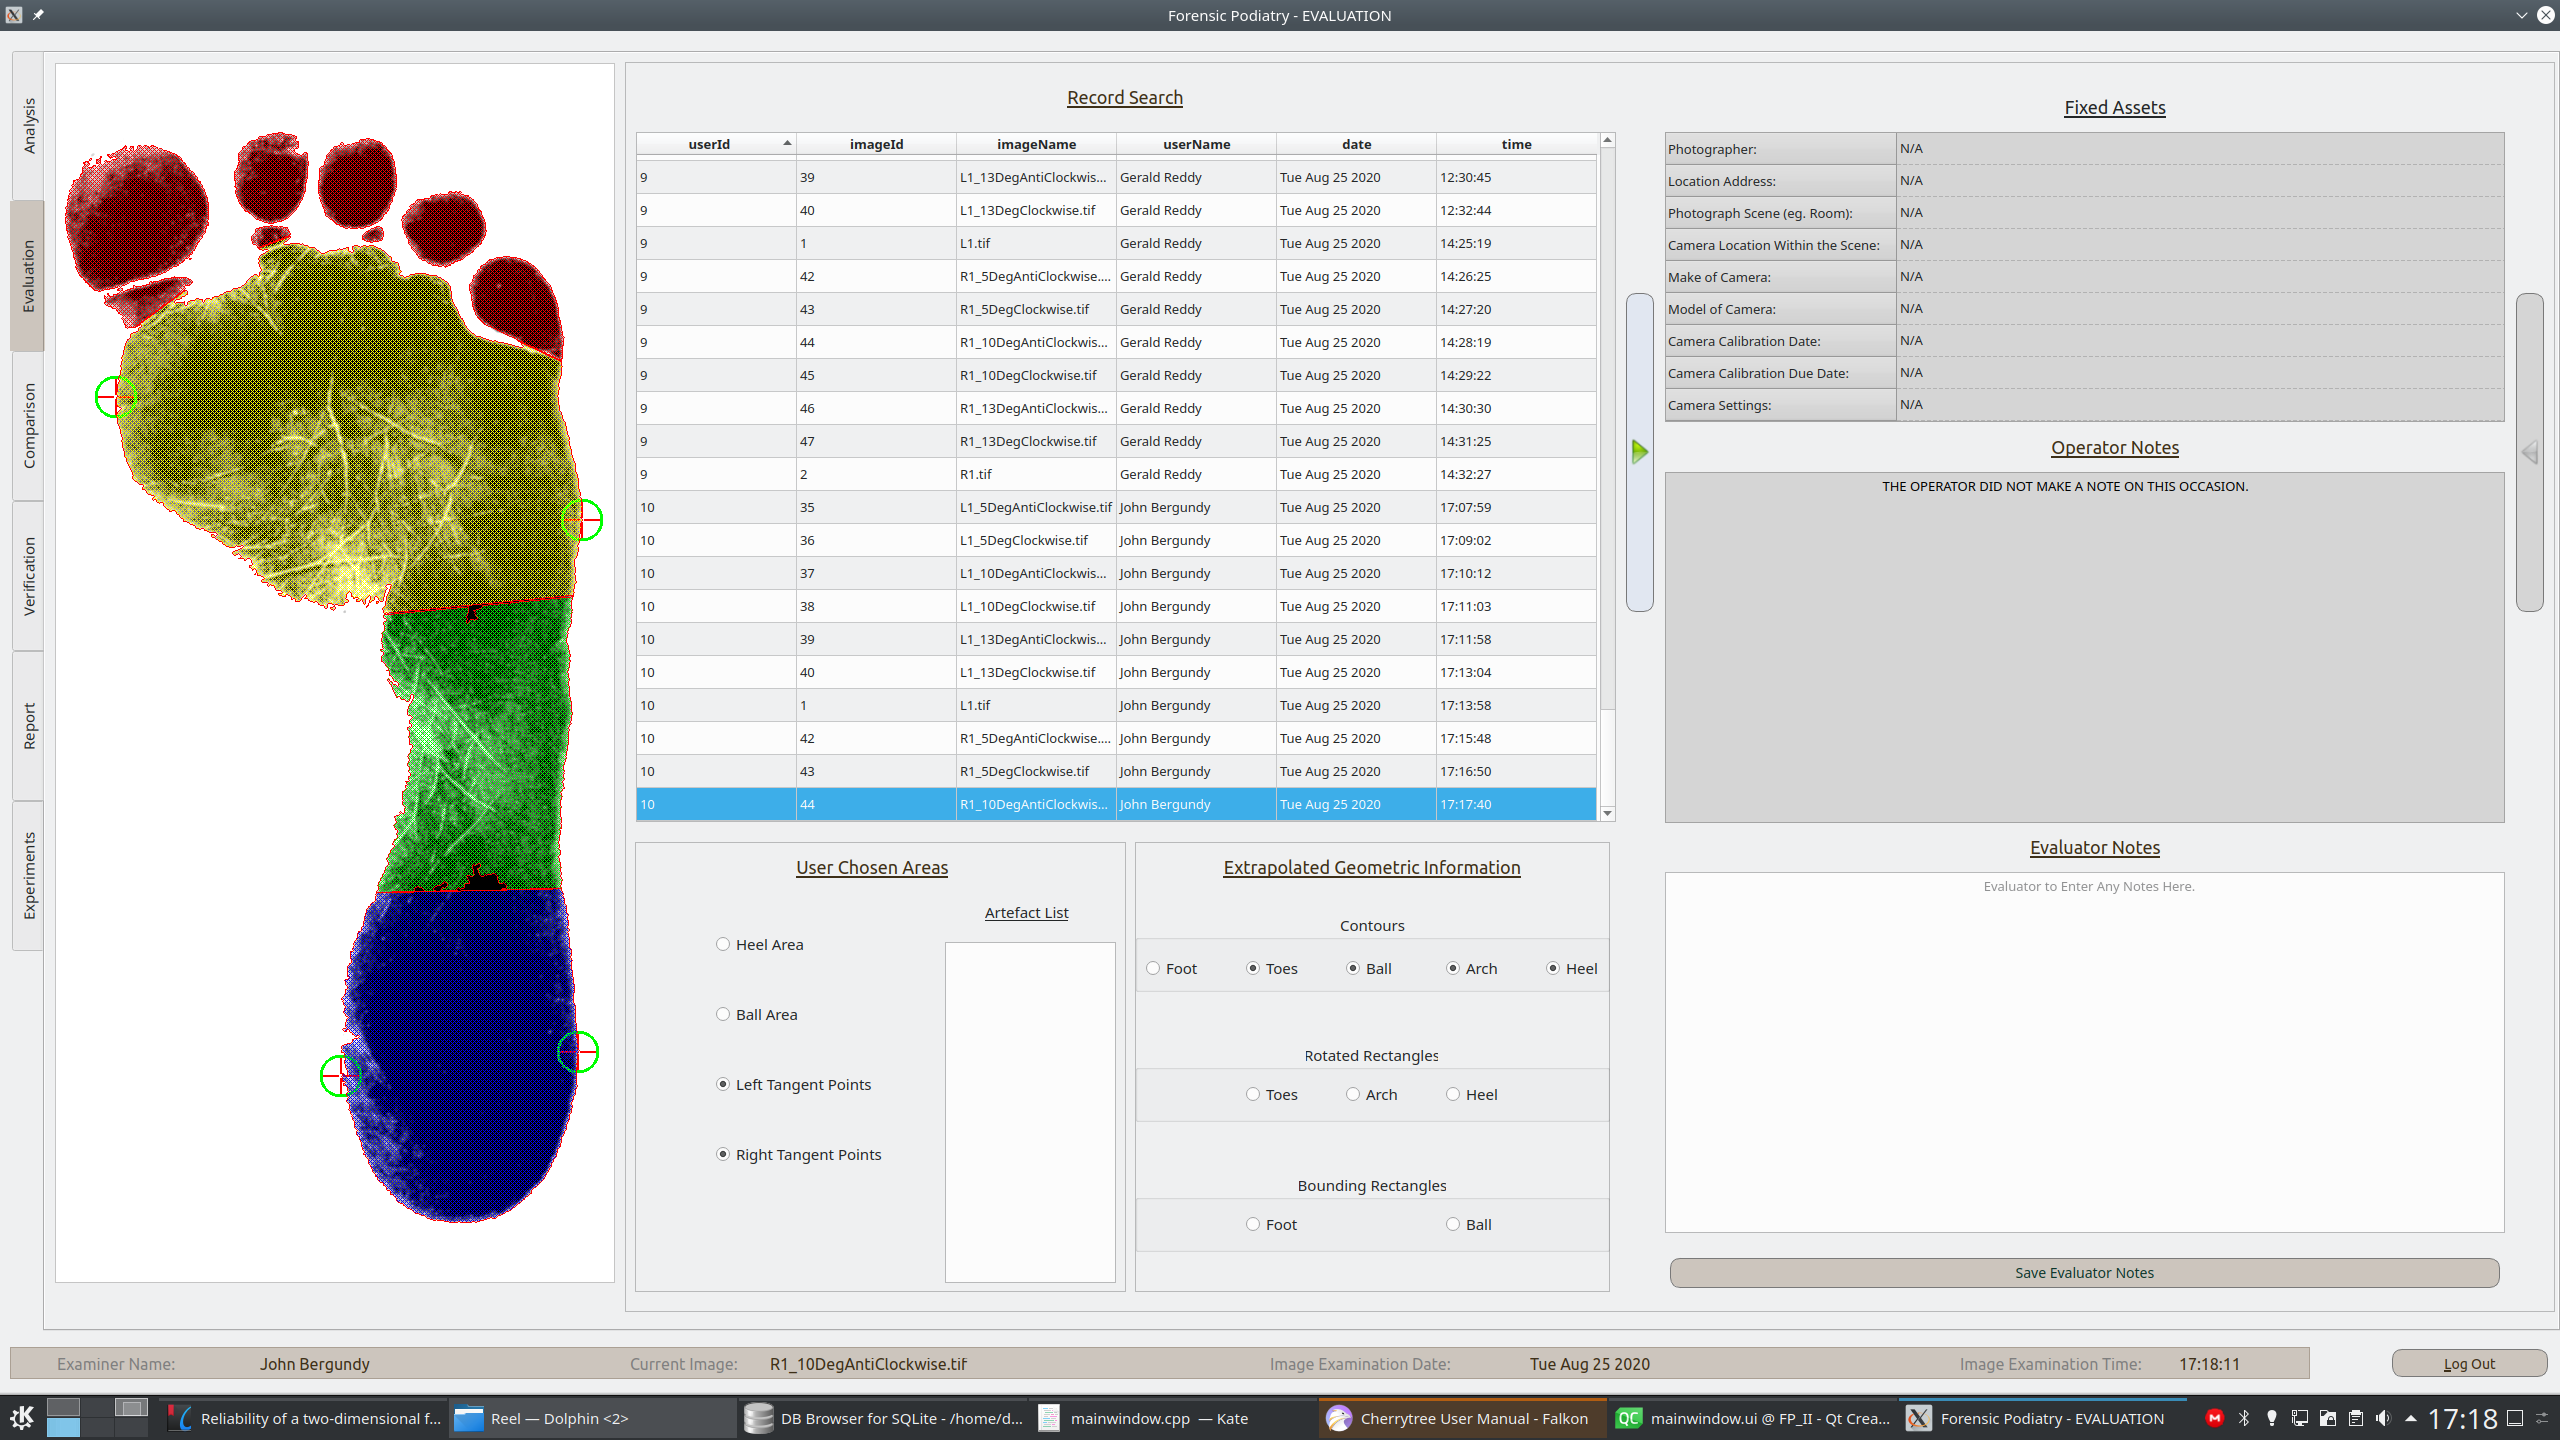 Forensic Podiatry - EVALUATION
Analysis
Evaluation
Comparison
Verification
Report
Experiments
Record Search
userId imageId imageName userName date time
9 39 L1_13DegAntiClockwis... Gerald Reddy Tue Aug 25 2020 12:30:45
9 40 L1_13DegClockwise.tif Gerald Reddy Tue Aug 25 2020 12:32:44
9 1 L1.tif Gerald Reddy Tue Aug 25 2020 14:25:19
9 42 R1_5DegAntiClockwise.... Gerald Reddy Tue Aug 25 2020 14:26:25
9 43 R1_5DegClockwise.tif Gerald Reddy Tue Aug 25 2020 14:27:20
9 44 R1_10DegAntiClockwis... Gerald Reddy Tue Aug 25 2020 14:28:19
9 45 R1_10DegClockwise.tif Gerald Reddy Tue Aug 25 2020 14:29:22
9 46 R1_13DegAntiClockwis... Gerald Reddy Tue Aug 25 2020 14:30:30
9 47 R1_13DegClockwise.tif Gerald Reddy Tue Aug 25 2020 14:31:25
9 2 R1.tif Gerald Reddy Tue Aug 25 2020 14:32:27
10 35 L1_5DegAntiClockwise.tif John Bergundy Tue Aug 25 2020 17:07:59
10 36 L1_5DegClockwise.tif John Bergundy Tue Aug 25 2020 17:09:02
10 37 L1_10DegAntiClockwis... John Bergundy Tue Aug 25 2020 17:10:12
10 38 L1_10DegClockwise.tif John Bergundy Tue Aug 25 2020 17:11:03
10 39 L1_13DegAntiClockwis... John Bergundy Tue Aug 25 2020 17:11:58
10 40 L1_13DegClockwise.tif John Bergundy Tue Aug 25 2020 17:13:04
10 1 L1.tif John Bergundy Tue Aug 25 2020 17:13:58
10 42 R1_5DegAntiClockwise.... John Bergundy Tue Aug 25 2020 17:15:48
10 43 R1_5DegClockwise.tif John Bergundy Tue Aug 25 2020 17:16:50
10 44 R1_10DegAntiClockwis... John Bergundy Tue Aug 25 2020 17:17:40
User Chosen Areas
Artefact List
Heel Area
Ball Area
Left Tangent Points
Right Tangent Points
Extrapolated Geometric Information
Contours
Foot Toes Ball Arch Heel
Rotated Rectangles
Toes Arch Heel
Bounding Rectangles
Foot Ball
Fixed Assets
Photographer: N/A
Location Address: N/A
Photograph Scene (eg. Room): N/A
Camera Location Within the Scene: N/A
Make of Camera: N/A
Model of Camera: N/A
Camera Calibration Date: N/A
Camera Calibration Due Date: N/A
Camera Settings: N/A
Operator Notes
THE OPERATOR DID NOT MAKE A NOTE ON THIS OCCASION.
Evaluator Notes
Evaluator to Enter Any Notes Here.
Save Evaluator Notes
Examiner Name: John Bergundy Current Image: R1_10DegAntiClockwise.tif Image Examination Date: Tue Aug 25 2020 Image Examination Time: 17:18:11 Log Out
Reliability of a two-dimensional f... Reel — Dolphin <2> DB Browser for SQLite - /home/d... mainwindow.cpp — Kate Cherrytree User Manual - Falkon QC mainwindow.ui @ FP_II - Qt Crea... Forensic Podiatry - EVALUATION 17:18